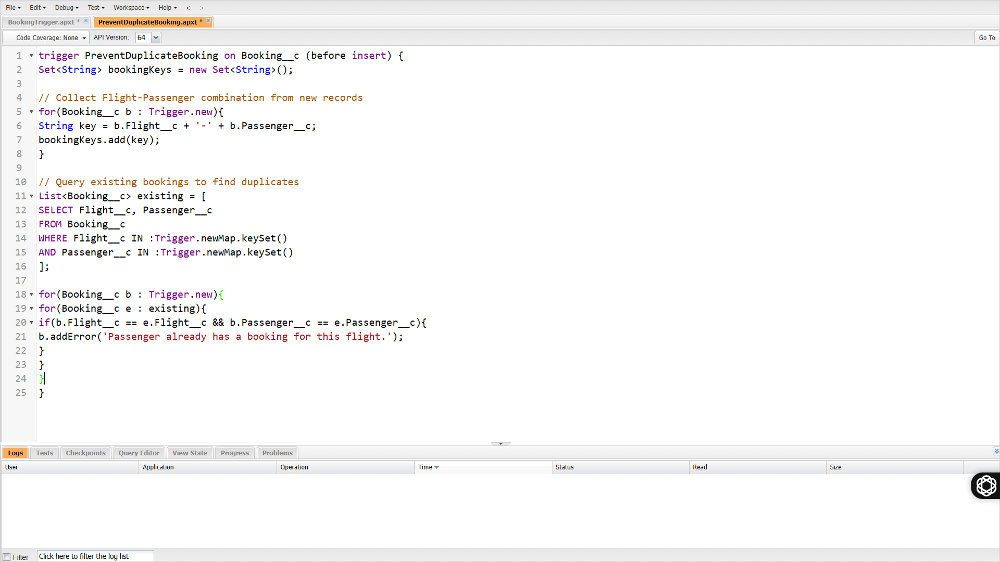 File Edit Debug Test Workspace Help < >
BookingTrigger.apxt * PreventDuplicateBooking.apxt *
Code Coverage: None API Version: 64 Go To
1 trigger PreventDuplicateBooking on Booking__c (before insert) {
2 Set<String> bookingKeys = new Set<String>();
3
4 // Collect Flight-Passenger combination from new records
5 for(Booking__c b : Trigger.new){
6 String key = b.Flight__c + '-' + b.Passenger__c;
7 bookingKeys.add(key);
8 }
9
10 // Query existing bookings to find duplicates
11 List<Booking__c> existing = [
12 SELECT Flight__c, Passenger__c
13 FROM Booking__c
14 WHERE Flight__c IN :Trigger.newMap.keySet()
15 AND Passenger__c IN :Trigger.newMap.keySet()
16 ];
17
18 for(Booking__c b : Trigger.new){
19 for(Booking__c e : existing){
20 if(b.Flight__c == e.Flight__c && b.Passenger__c == e.Passenger__c){
21 b.addError('Passenger already has a booking for this flight.');
22 }
23 }
24 }
25 }
Logs Tests Checkpoints Query Editor View State Progress Problems
User Application Operation Time Status Read Size
Filter Click here to filter the log list